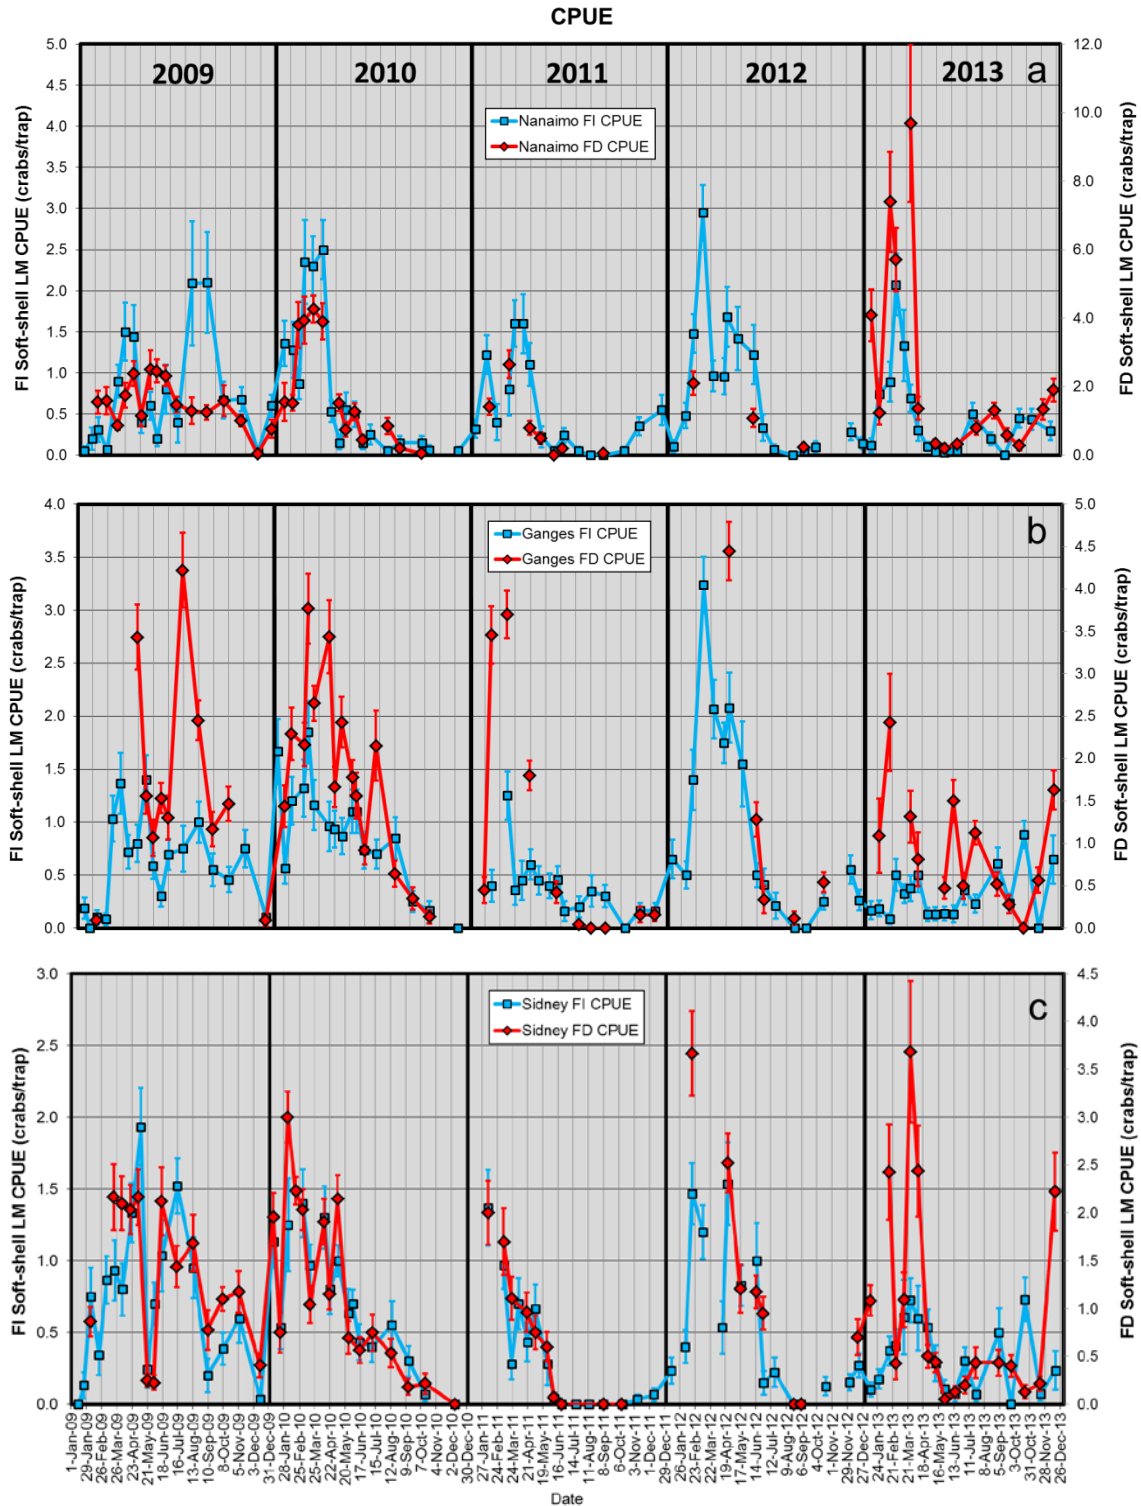 CPUE
FI Soft-shell LM CPUE (crabs/trap)
5.0
4.5
4.0
3.5
3.0
2.5
2.0
1.5
1.0
0.5
0.0
2009
2010
2011
2012
2013
a
Nanaimo FI CPUE
Nanaimo FD CPUE
12.0
10.0
8.0
6.0
4.0
2.0
0.0
FD Soft-shell LM CPUE (crabs/trap)
FI Soft-shell LM CPUE (crabs/trap)
4.0
3.5
3.0
2.5
2.0
1.5
1.0
0.5
0.0
b
Ganges FI CPUE
Ganges FD CPUE
5.0
4.5
4.0
3.5
3.0
2.5
2.0
1.5
1.0
0.5
0.0
FD Soft-shell LM CPUE (crabs/trap)
FI Soft-shell LM CPUE (crabs/trap)
3.0
2.5
2.0
1.5
1.0
0.5
0.0
c
Sidney FI CPUE
Sidney FD CPUE
4.5
4.0
3.5
3.0
2.5
2.0
1.5
1.0
0.5
0.0
FD Soft-shell LM CPUE (crabs/trap)
1-Jan-09
29-Jan-09
26-Feb-09
26-Mar-09
23-Apr-09
21-May-09
18-Jun-09
16-Jul-09
13-Aug-09
10-Sep-09
8-Oct-09
5-Nov-09
3-Dec-09
31-Dec-09
28-Jan-10
25-Feb-10
25-Mar-10
22-Apr-10
20-May-10
17-Jun-10
15-Jul-10
12-Aug-10
9-Sep-10
7-Oct-10
2-Dec-10
30-Dec-10
27-Jan-11
24-Feb-11
24-Mar-11
21-Apr-11
19-May-11
16-Jun-11
14-Jul-11
11-Aug-11
8-Sep-11
6-Oct-11
3-Nov-11
1-Dec-11
26-Jan-12
23-Feb-12
22-Mar-12
19-Apr-12
17-May-12
14-Jun-12
12-Jul-12
9-Aug-12
6-Sep-12
4-Oct-12
1-Nov-12
29-Nov-12
27-Dec-12
24-Jan-13
21-Feb-13
21-Mar-13
18-Apr-13
16-May-13
13-Jun-13
11-Jul-13
8-Aug-13
5-Sep-13
3-Oct-13
31-Oct-13
28-Nov-13
26-Dec-13
Date